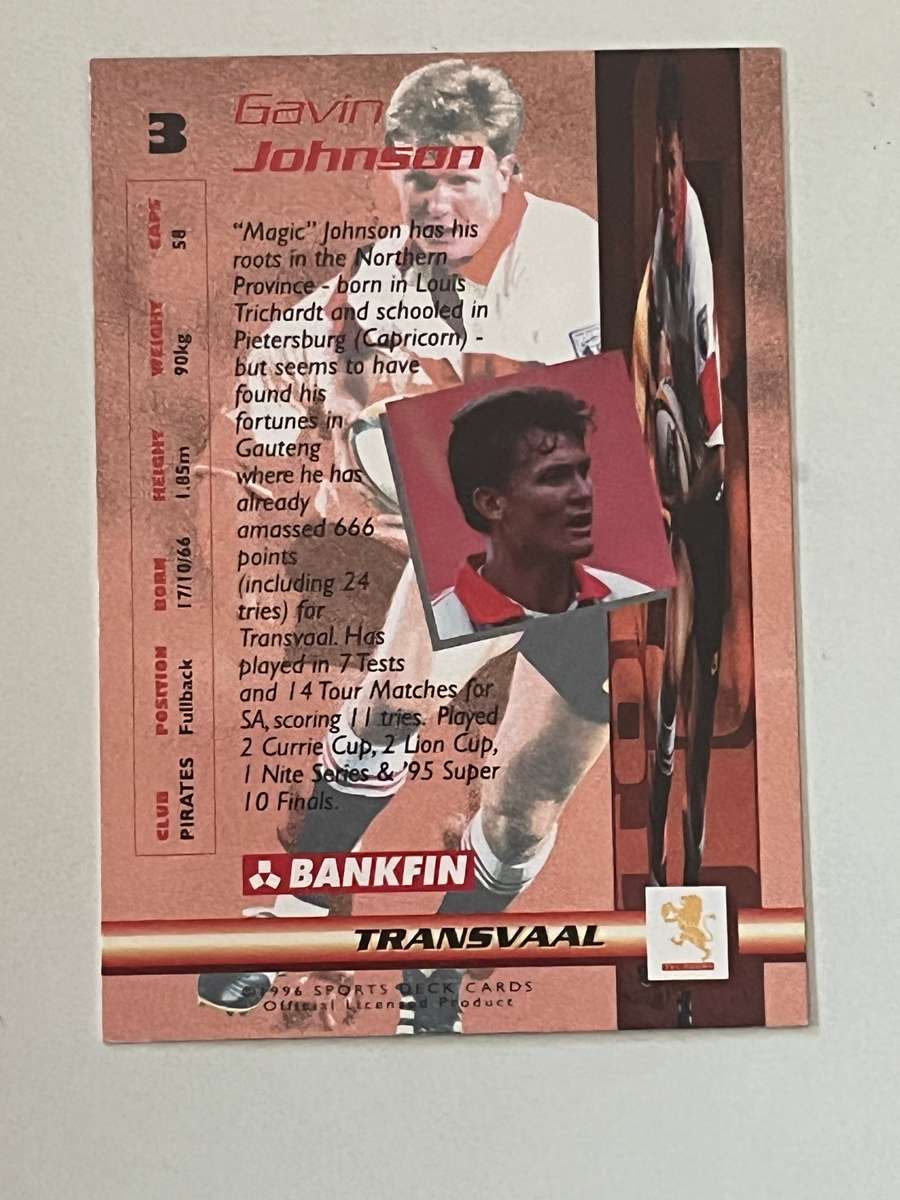 3
Gavin
Johnson
CLUB POSITION BORN HEIGHT WEIGHT CAPS
PIRATES Fullback 17/10/66 1.85m 90kg 58
"Magic" Johnson has his
roots in the Northern
Province - born in Louis
Trichardt and schooled in
Pietersburg (Capricorn) -
but seems to have
found his
fortunes in
Gauteng
where he has
already
amassed 666
points
(including 24
tries) for
Transvaal. Has
played in 7 Tests
and 14 Tour Matches for
SA, scoring 11 tries. Played
2 Currie Cup, 2 Lion Cup,
1 Nite Series & '95 Super
10 Finals.
BANKFIN
TRANSVAAL
©1996 SPORTS DECK CARDS
Official Licensed Product